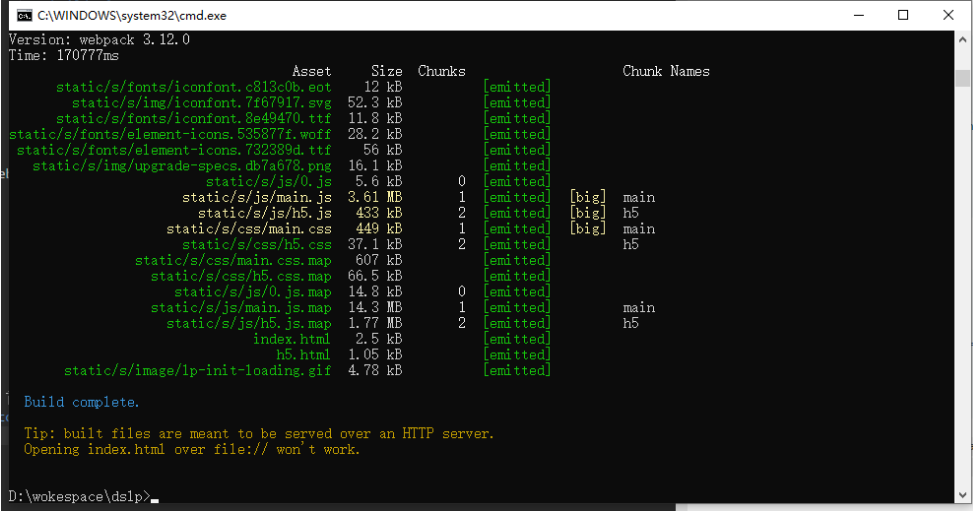 C:\WINDOWS\system32\cmd.exe
Version: webpack 3.12.0
Time: 170777ms
Asset Size Chunks Chunk Names
static/s/fonts/iconfont.c813c0b.eot 12 kB [emitted]
static/s/img/iconfont.7f67917.svg 52.3 kB [emitted]
static/s/fonts/iconfont.8e49470.ttf 11.8 kB [emitted]
static/s/fonts/element-icons.535877f.woff 28.2 kB [emitted]
static/s/fonts/element-icons.732389d.ttf 56 kB [emitted]
static/s/img/upgrade-specs.db7a678.png 16.1 kB [emitted]
static/s/js/0.js 5.6 kB 0 [emitted]
static/s/js/main.js 3.61 MB 1 [emitted] [big] main
static/s/js/h5.js 433 kB 2 [emitted] [big] h5
static/s/css/main.css 449 kB 1 [emitted] [big] main
static/s/css/h5.css 37.1 kB 2 [emitted] h5
static/s/css/main.css.map 607 kB [emitted]
static/s/css/h5.css.map 66.5 kB [emitted]
static/s/js/0.js.map 14.8 kB 0 [emitted]
static/s/js/main.js.map 14.3 MB 1 [emitted] main
static/s/js/h5.js.map 1.77 MB 2 [emitted] h5
index.html 2.5 kB [emitted]
h5.html 1.05 kB [emitted]
static/s/image/lp-init-loading.gif 4.78 kB [emitted]
Build complete.
Tip: built files are meant to be served over an HTTP server.
Opening index.html over file:// won't work.
D:\wokespace\dslp>